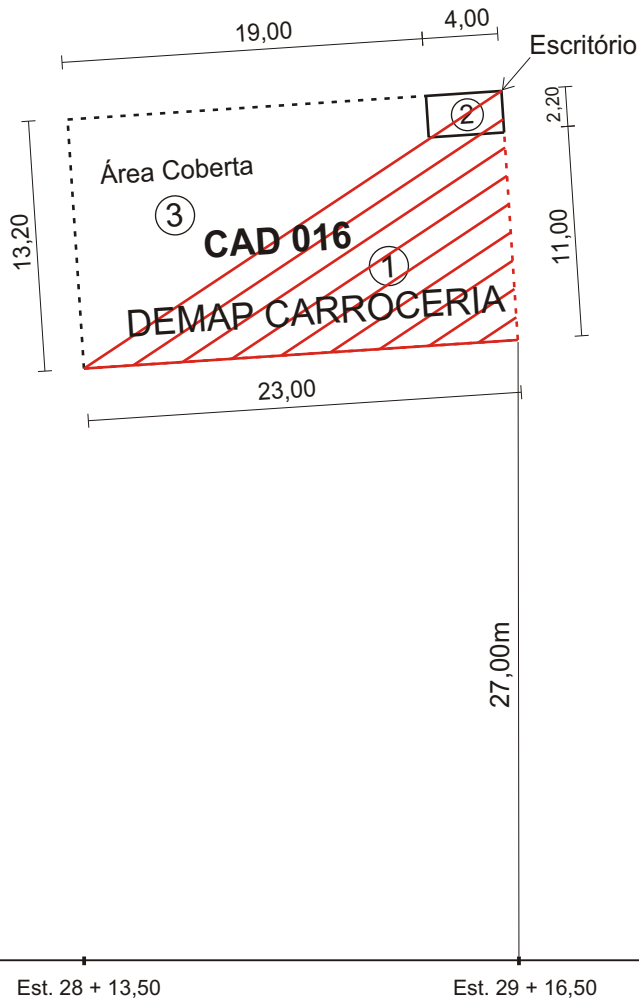 19,00
4,00
Escritório
2,20
2
Área Coberta
3
13,20
CAD 016
11,00
1
DEMAP CARROCERIA
23,00
27,00m
Est. 28 + 13,50
Est. 29 + 16,50